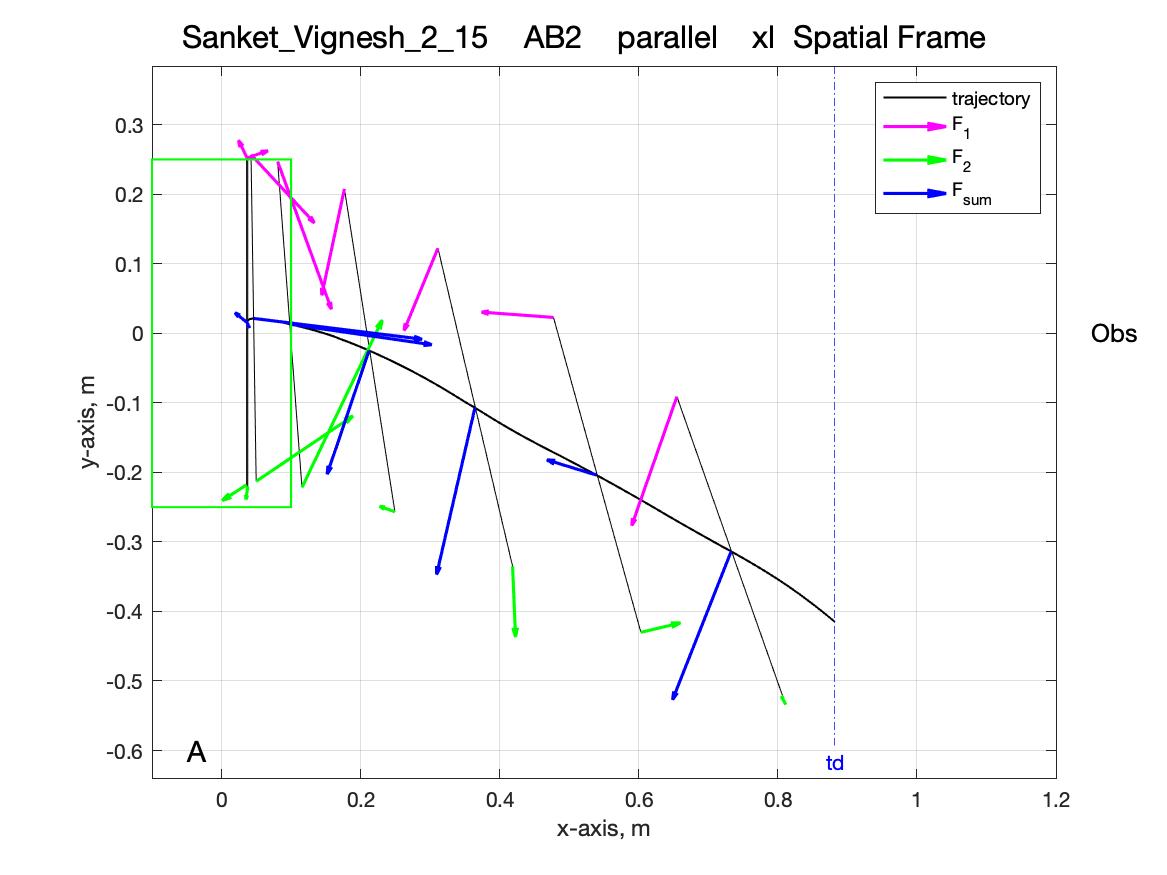 Sanket_Vignesh_2_15 AB2 parallel xl Spatial Frame
trajectory
F1
F2
Fsum
0.3
0.2
0.1
0
-0.1
-0.2
-0.3
-0.4
-0.5
-0.6
y-axis, m
Obs
A
td
0 0.2 0.4 0.6 0.8 1 1.2
x-axis, m